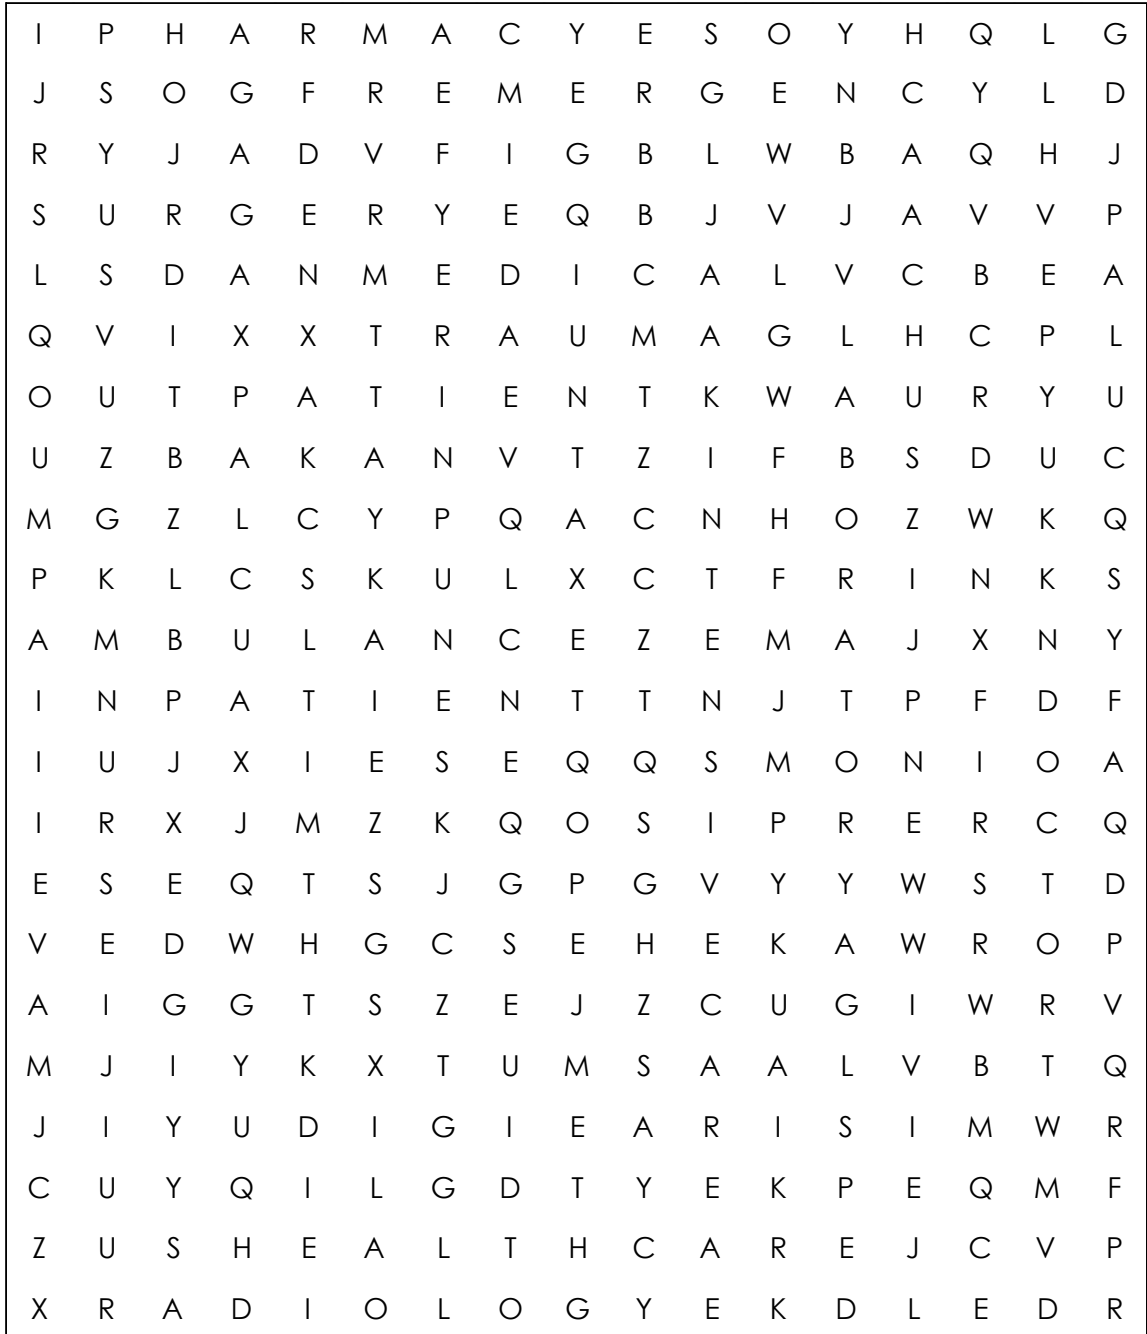 I P H A R M A C Y E S O Y H Q L G
J S O G F R E M E R G E N C Y L D
R Y J A D V F I G B L W B A Q H J
S U R G E R Y E Q B J V J A V V P
L S D A N M E D I C A L V C B E A
Q V I X X T R A U M A G L H C P L
O U T P A T I E N T K W A U R Y U
U Z B A K A N V T Z I F B S D U C
M G Z L C Y P Q A C N H O Z W K Q
P K L C S K U L X C T F R I N K S
A M B U L A N C E Z E M A J X N Y
I N P A T I E N T T N J T P F D F
I U J X I E S E Q Q S M O N I O A
I R X J M Z K Q O S I P R E R C Q
E S E Q T S J G P G V Y Y W S T D
V E D W H G C S E H E K A W R O P
A I G G T S Z E J Z C U G I W R V
M J I Y K X T U M S A A L V B T Q
J I Y U D I G I E A R I S I M W R
C U Y Q I L G D T Y E K P E Q M F
Z U S H E A L T H C A R E J C V P
X R A D I O L O G Y E K D L E D R